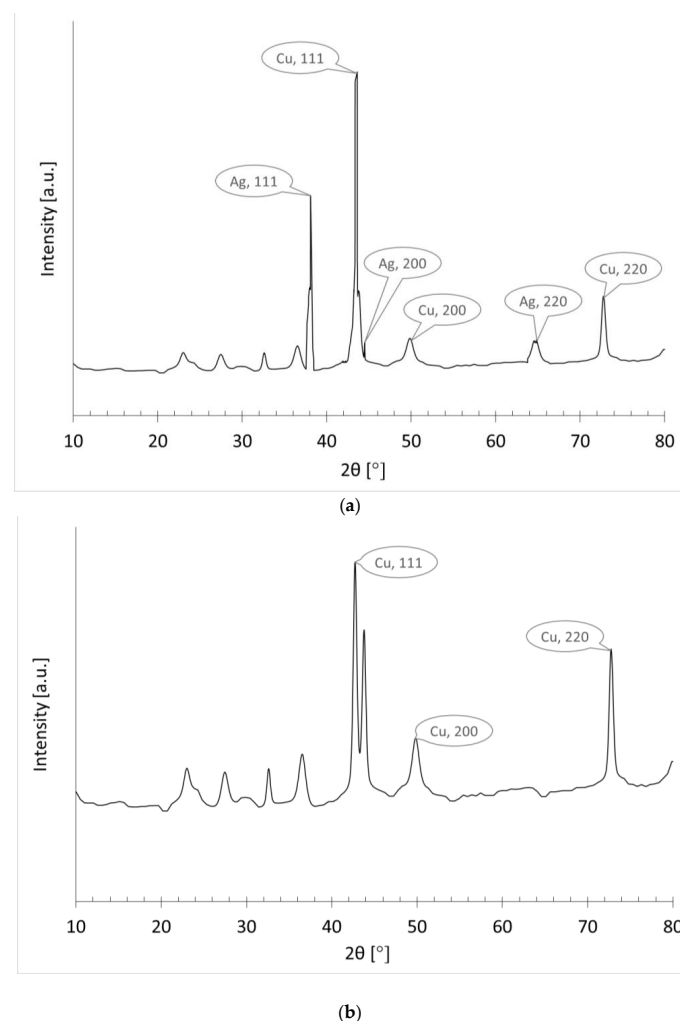 Cu, 111
Ag, 111
Ag, 200
Cu, 200
Ag, 220
Cu, 220
Intensity [a.u.]
10 20 30 40 50 60 70 80
2θ [°]
(a)
Cu, 111
Cu, 220
Cu, 200
Intensity [a.u.]
10 20 30 40 50 60 70 80
2θ [°]
(b)